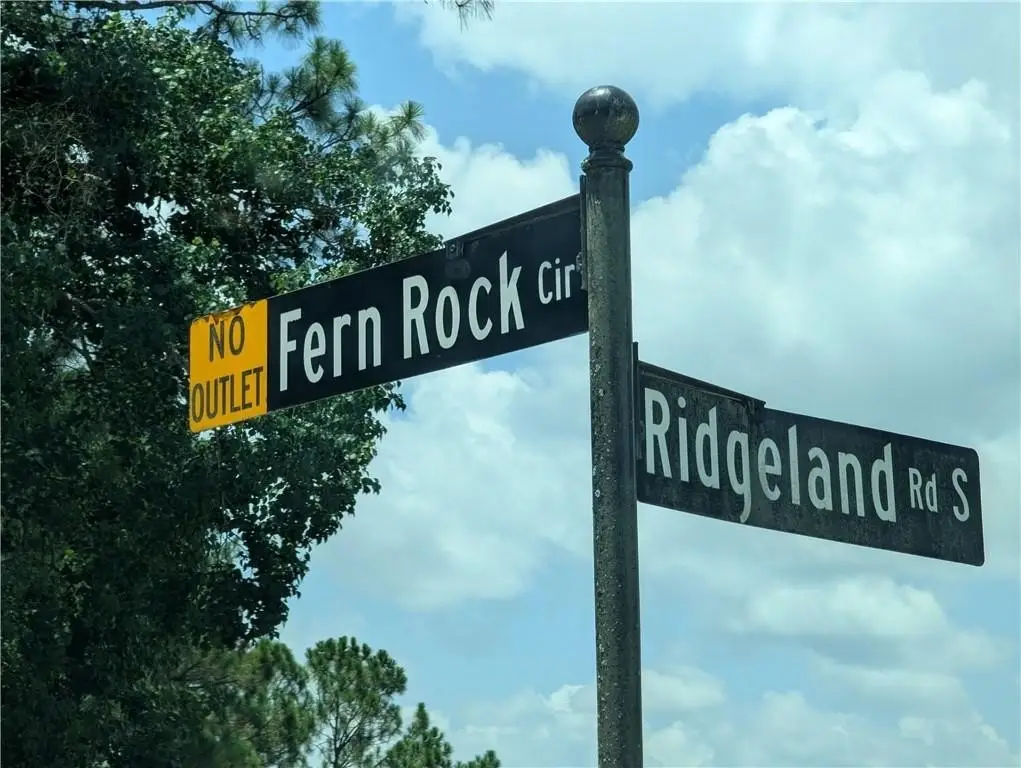 NO
OUTLET
Fern Rock Cir
Ridgeland Rd S